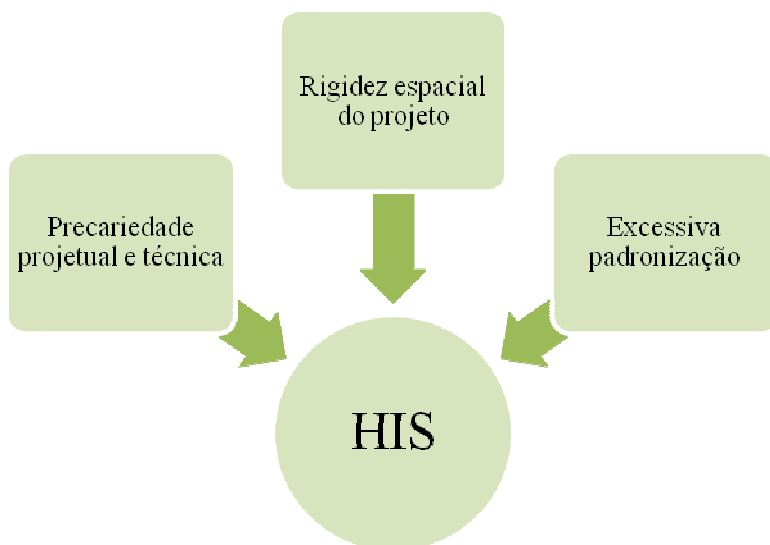 Rigidez espacial
do projeto
Precariedade
projetual e técnica
Excessiva
padronização
HIS